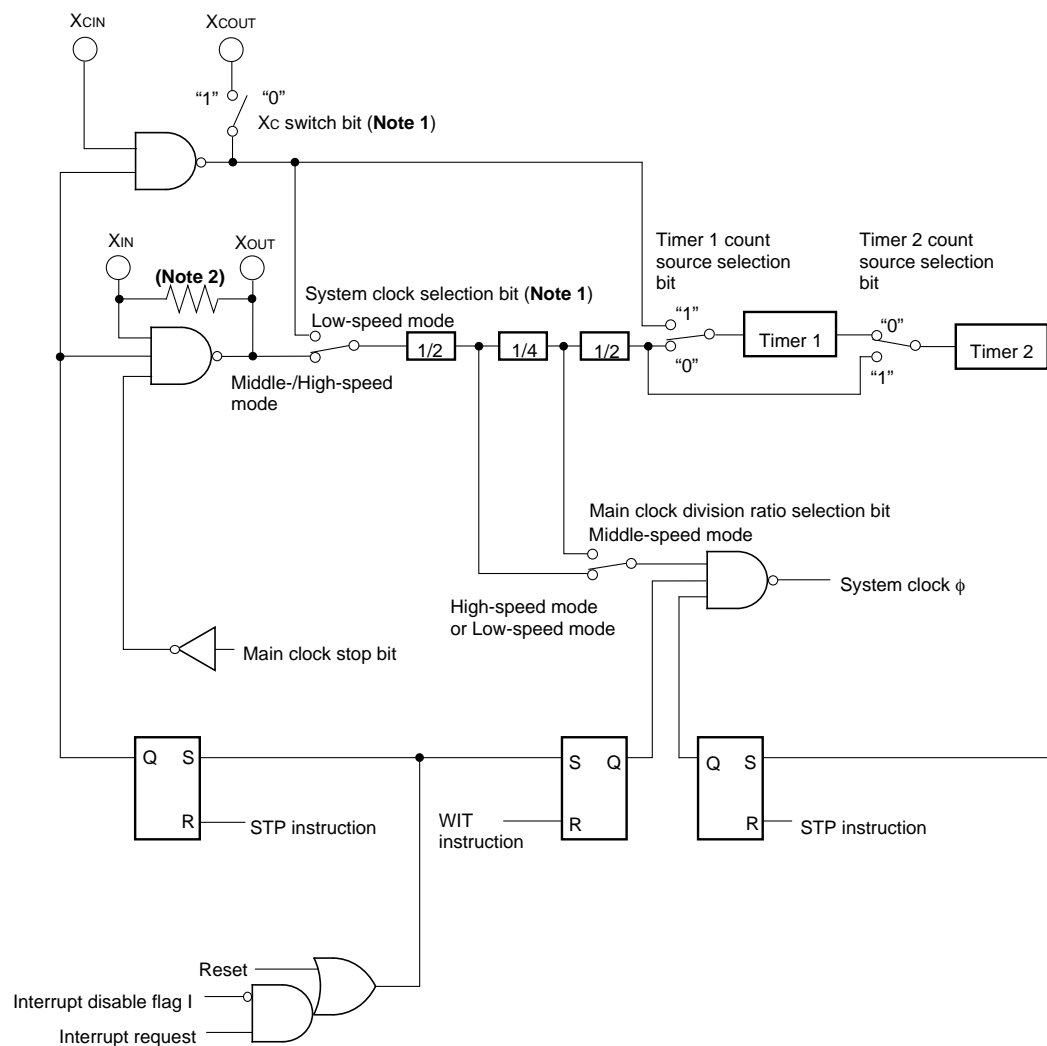 XCIN
XCOUT
“1”
“0”
XC switch bit (Note 1)
XIN
XOUT
(Note 2)
System clock selection bit (Note 1)
Low-speed mode
Middle-/High-speed
mode
1/2
1/4
1/2
Timer 1 count
source selection
bit
“1”
“0”
Timer 1
Timer 2 count
source selection
bit
“0”
“1”
Timer 2
Main clock division ratio selection bit
Middle-speed mode
High-speed mode
or Low-speed mode
System clock ϕ
Main clock stop bit
Q S
R
STP instruction
S Q
R
WIT
instruction
Q S
R
STP instruction
Reset
Interrupt disable flag I
Interrupt request